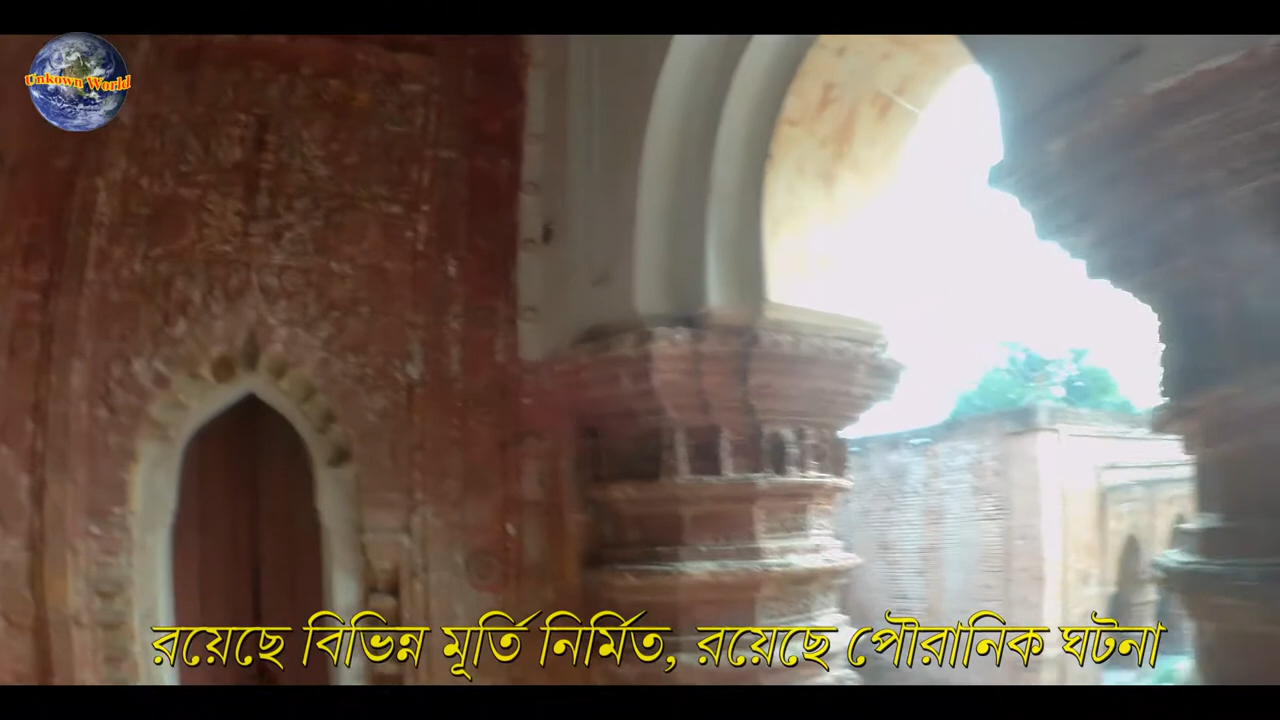 Unkown World
রয়েছে বিভিন্ন মূর্তি নির্মিত, রয়েছে পৌরানিক ঘটনা